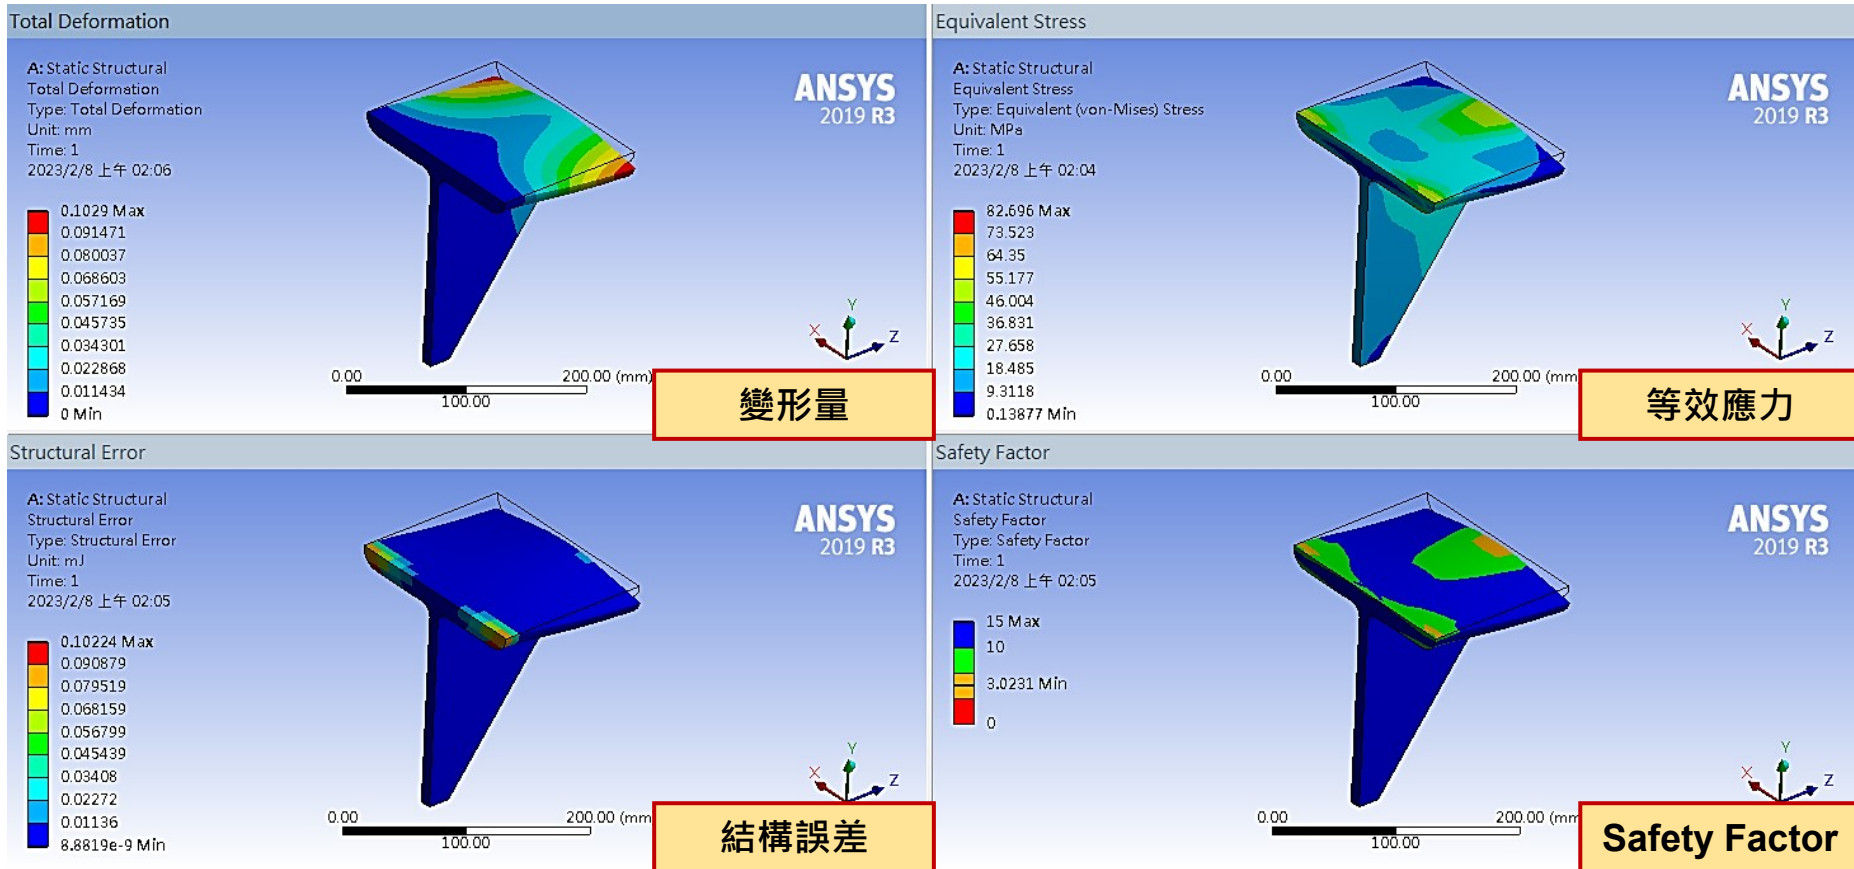 Total Deformation
A: Static Structural
Total Deformation
Type: Total Deformation
Unit: mm
Time: 1
2023/2/8 上午 02:06
0.1029 Max
0.091471
0.080037
0.068603
0.057169
0.045735
0.034301
0.022868
0.011434
0 Min
ANSYS
2019 R3
Y
X
Z
0.00
200.00 (mm)
100.00
變形量
Equivalent Stress
A: Static Structural
Equivalent Stress
Type: Equivalent (von-Mises) Stress
Unit: MPa
Time: 1
2023/2/8 上午 02:04
82.696 Max
73.523
64.35
55.177
46.004
36.831
27.658
18.485
9.3118
0.13877 Min
ANSYS
2019 R3
Y
X
Z
0.00
200.00 (mm
100.00
等效應力
Structural Error
A: Static Structural
Structural Error
Type: Structural Error
Unit: mJ
Time: 1
2023/2/8 上午 02:05
0.10224 Max
0.090879
0.079519
0.068159
0.056799
0.045439
0.03408
0.02272
0.01136
8.8819e-9 Min
ANSYS
2019 R3
Y
X
Z
0.00
200.00 (mm
100.00
結構誤差
Safety Factor
A: Static Structural
Safety Factor
Type: Safety Factor
Time: 1
2023/2/8 上午 02:05
15 Max
10
3.0231 Min
0
ANSYS
2019 R3
Y
X
Z
0.00
200.00 (mm
100.00
Safety Factor